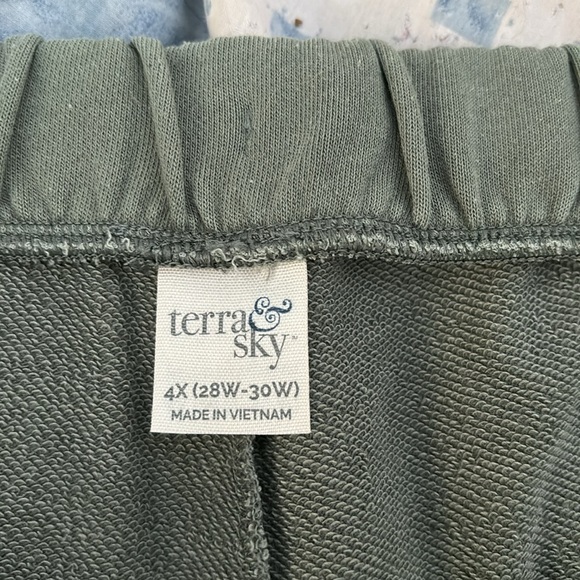 terra &
sky™
4X (28W-30W)
MADE IN VIETNAM